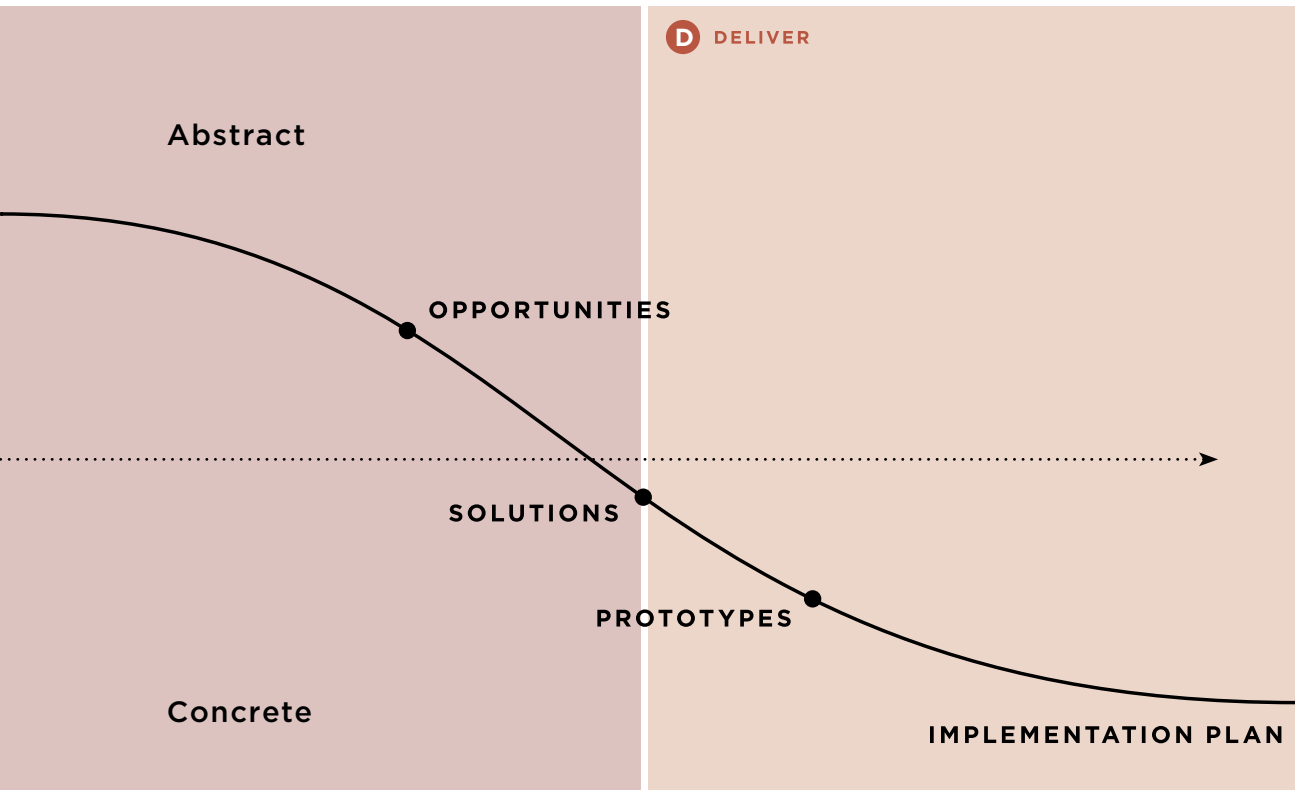 D DELIVER
Abstract
OPPORTUNITIES
SOLUTIONS
PROTOTYPES
Concrete
IMPLEMENTATION PLAN